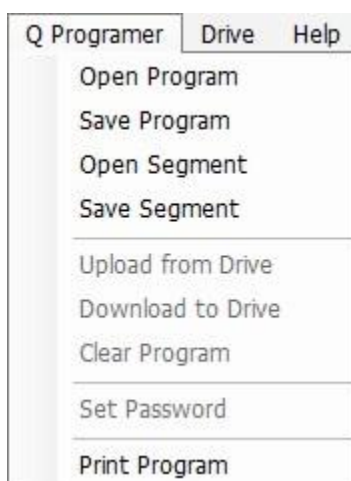 Q Programer Drive Help
Open Program
Save Program
Open Segment
Save Segment
Upload from Drive
Download to Drive
Clear Program
Set Password
Print Program